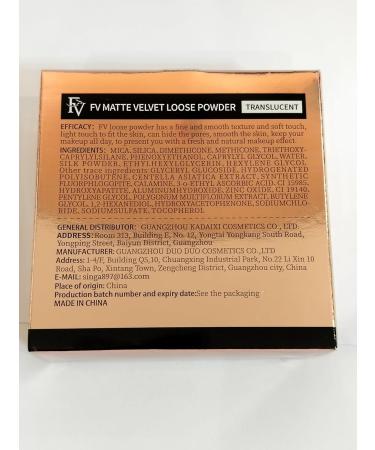 FV FV MATTE VELVET LOOSE POWDER TRANSLUCENT
EFFICACY: FV loose powder has a fine and smooth texture and soft touch,
light touch to fit the skin, can hide the pores, smooth the skin, keep your
makeup all day, to present you with a fresh and natural makeup effect
INGREDIENTS: MICA, SILICA, DIMETHICONE, METHICONE, TRIETHOXY-
CAPRYLYLSILANE, PHENOXYETHANOL, CAPRYLYL GLYCOL, WATER,
SILK POWDER, ETHYLHEXYLGLYCERIN, HEXYLENE GLYCOL
Other trace ingredients GLYCERYL GLUCOSIDE, HYDROGENATED
POLYISOBUTENE, CENTELLA ASIATICA EXTRACT, SYNTHETIC
FLUORPHLOGOPITE, CALAMINE, 3-O-ETHYL ASCORBIC ACID, CI 15985,
HYDROXYAPATITE, ALUMINUMHYDROXIDE, ZINC OXIDE, CI 19140,
PENTYLENE GLYCOL, POLYGONUM MULTIFLORUM EXTRACT, BUTYLENE
GLYCOL, 1,2-HEXANEDIOL, HYDROXYACETOPHENONE, SODIUMCHLO-
RIDE, SODIUMSULFATE, TOCOPHEROL
GENERAL DISTRIBUTOR: GUANGZHOU KADAIXI COSMETICS CO., LTD
ADDRESS: Room 313, Building E, No. 12, Yongtai Yongkang South Road,
Yongping Street, Baiyun District, Guangzhou
MANUFACTURER: GUANGZHOU DUO DUO COSMETICS CO.,LTD
Address: 1-4/F, Building Q5,10, Chuangxing Industrial Park, No.22 Li Xin 10
Road, Sha Po, Xintang Town, Zengcheng District, Guangzhou city, China
E-MAIL: singa897@163.com
Place of origin: China
Production batch number and expiry date:See the packaging
MADE IN CHINA